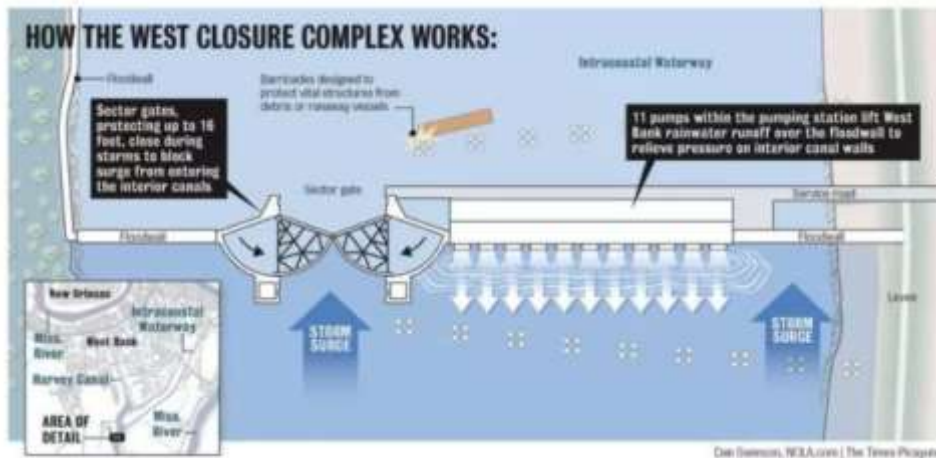 HOW THE WEST CLOSURE COMPLEX WORKS:
Floodwall
Barricades designed to
protect vital structures from
debris or runaway vessels
Intracoastal Waterway
Sector gates,
protecting up to 16
feet, close during
storms to block
surge from entering
the interior canals
11 pumps within the pumping station lift West
Bank rainwater runoff over the floodwall to
relieve pressure on interior canal walls
Sector gate
Service road
Floodwall
Floodwall
Levee
STORM
SURGE
STORM
SURGE
New Orleans
Intracoastal
Waterway
Miss.
River
West Bank
Harvey Canal
AREA OF
DETAIL
Miss.
River
Dan Swenson, NOLA.com | The Times-Picayune